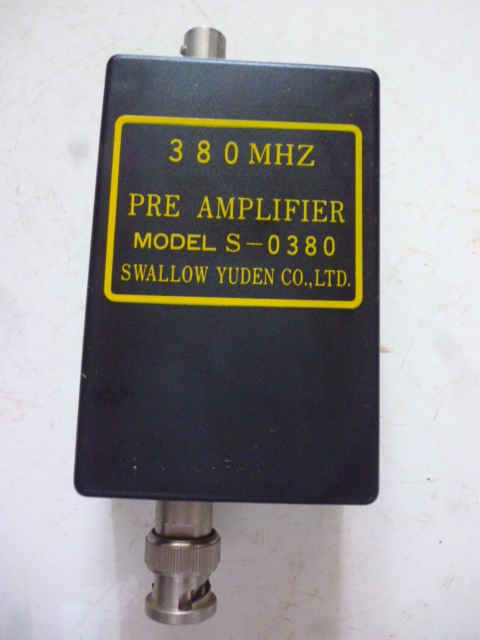 380MHZ
PRE AMPLIFIER
MODEL S-0380
SWALLOW YUDEN CO.,LTD.